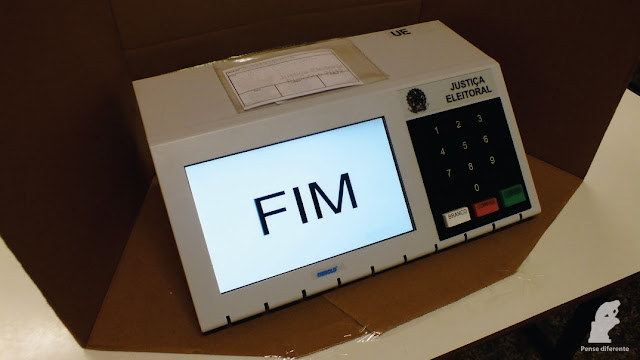 UE
JUSTIÇA
ELEITORAL
FIM
1 2 3
4 5 6
7 8 9
0
BRANCO
Pense diferente